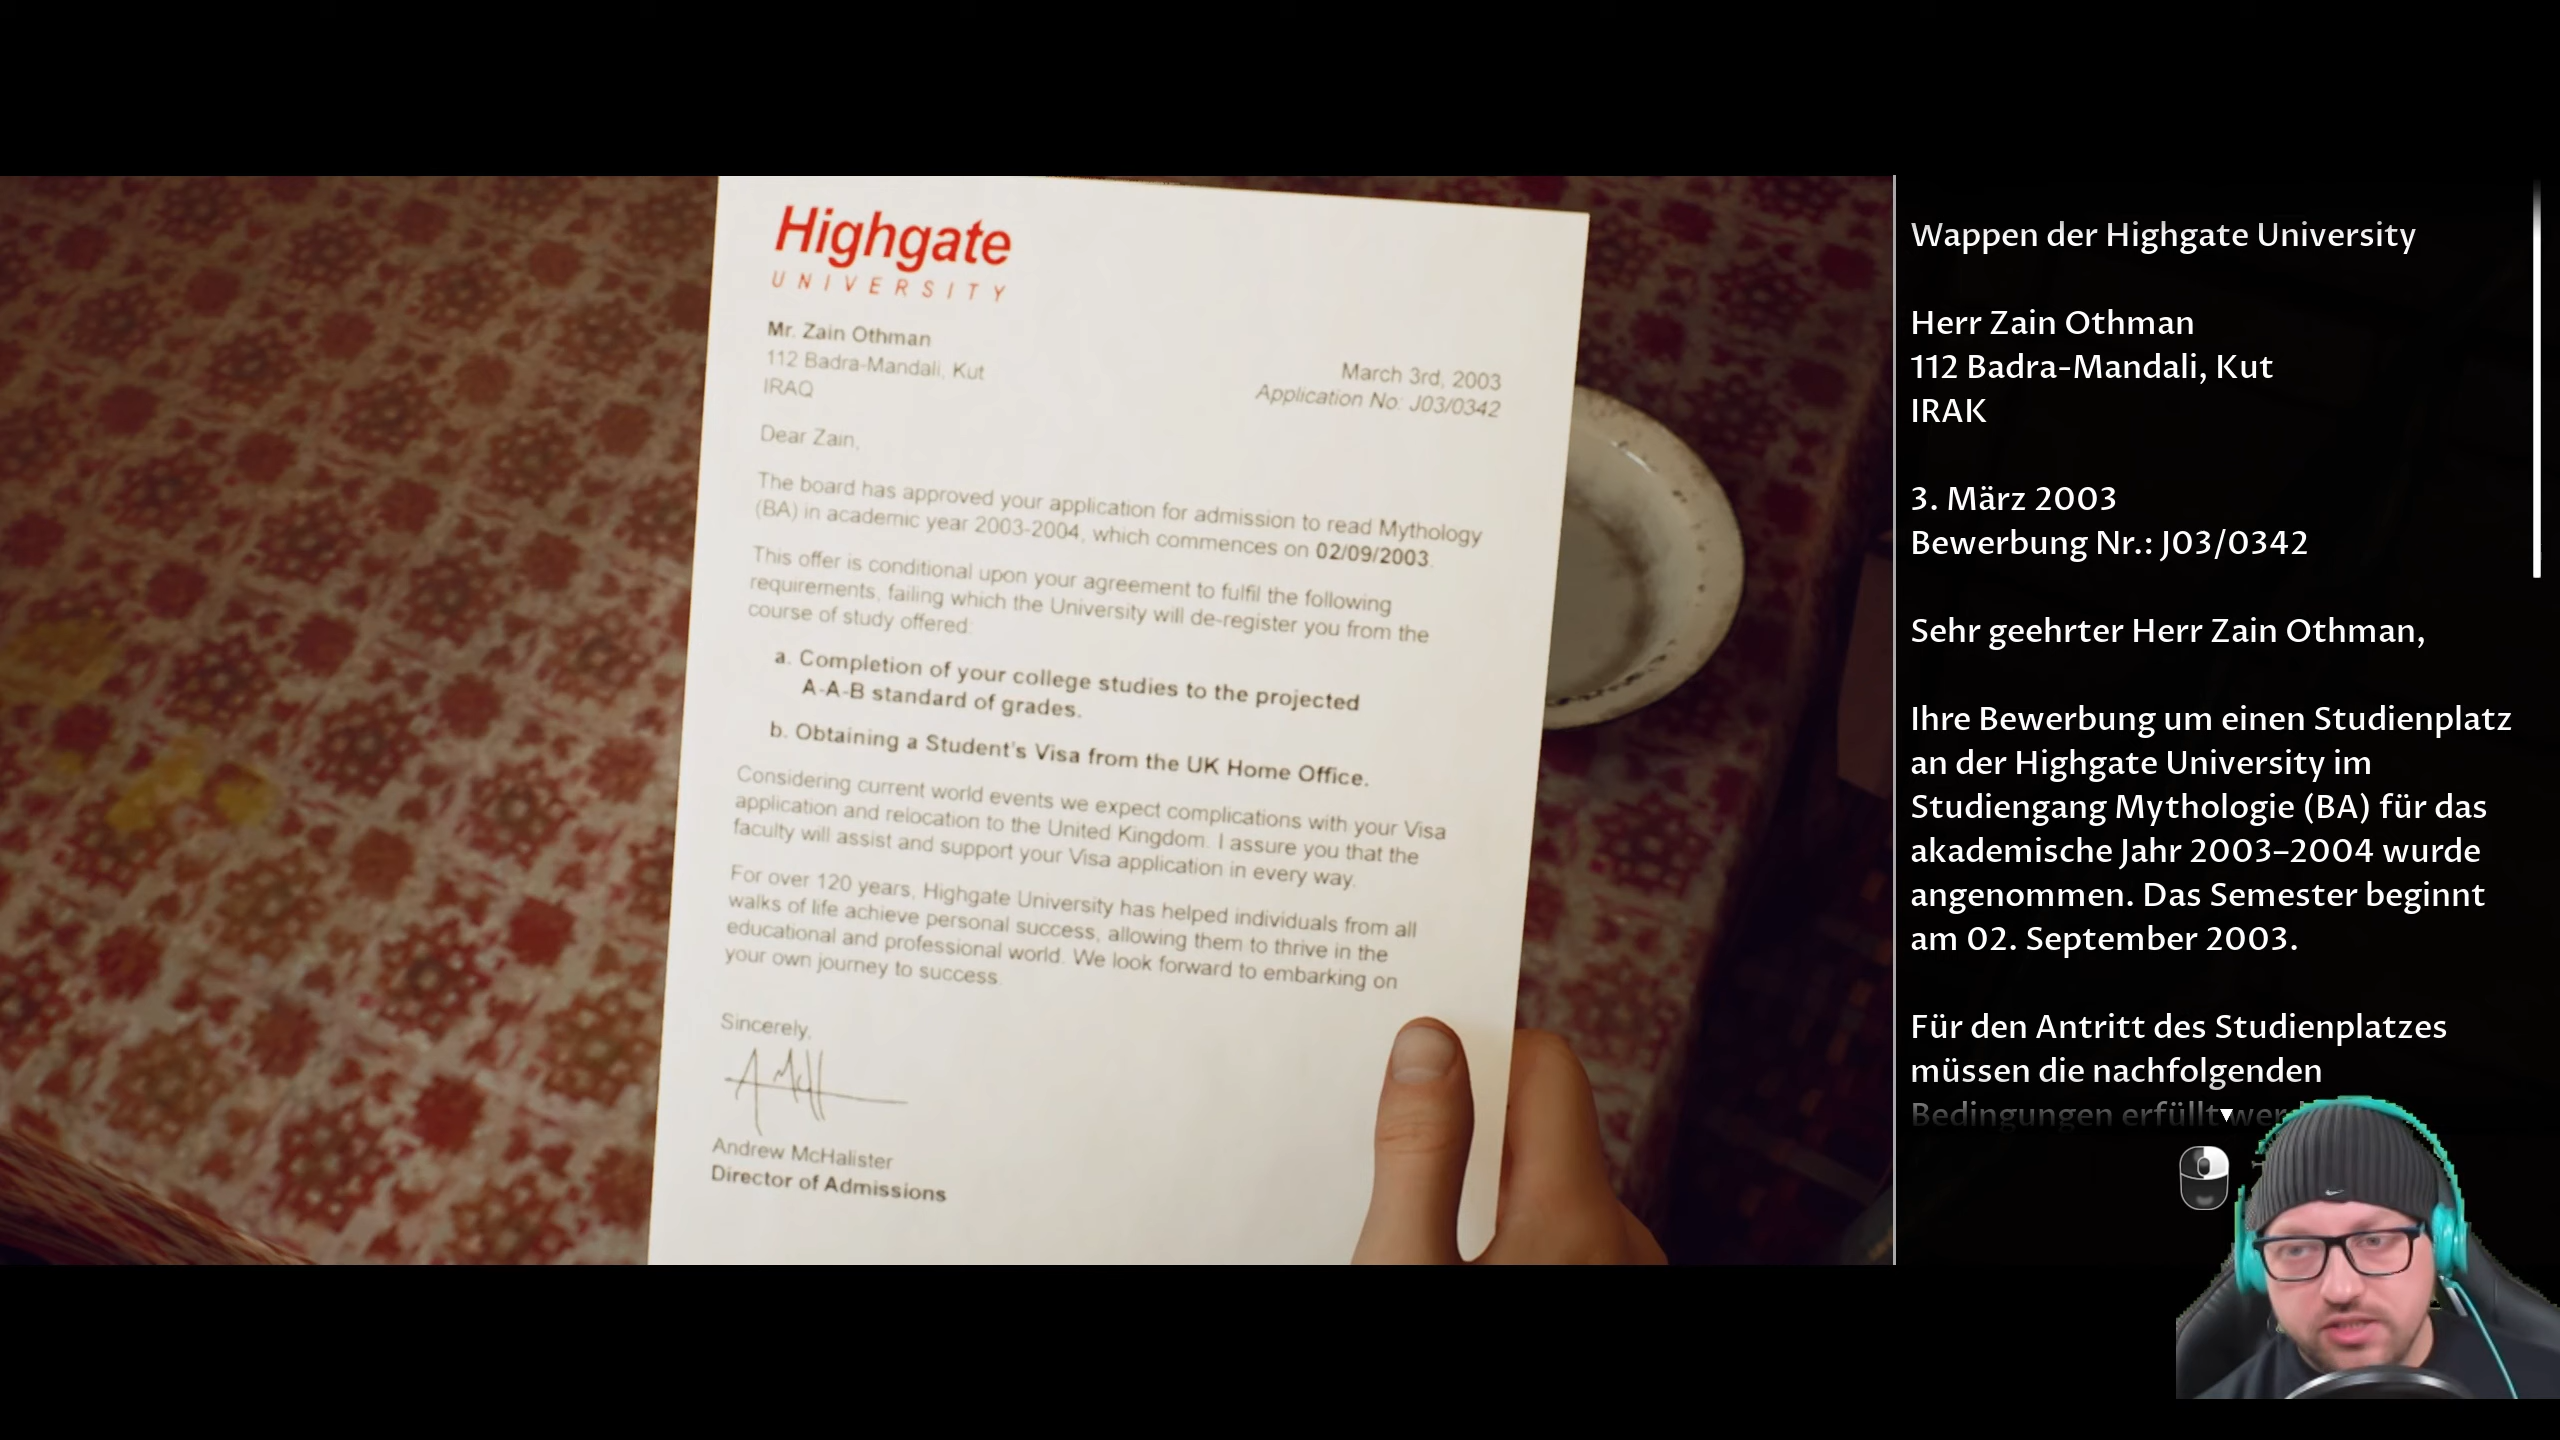 Highgate
UNIVERSITY
Mr. Zain Othman
112 Badra-Mandali, Kut
IRAQ
March 3rd, 2003
Application No: J03/0342
Dear Zain,
The board has approved your application for admission to read Mythology
(BA) in academic year 2003-2004, which commences on 02/09/2003.
This offer is conditional upon your agreement to fulfil the following
requirements, failing which the University will de-register you from the
course of study offered:
a. Completion of your college studies to the projected
A-A-B standard of grades.
b. Obtaining a Student's Visa from the UK Home Office.
Considering current world events we expect complications with your Visa
application and relocation to the United Kingdom. I assure you that the
faculty will assist and support your Visa application in every way.
For over 120 years, Highgate University has helped individuals from all
walks of life achieve personal success, allowing them to thrive in the
educational and professional world. We look forward to embarking on
your own journey to success.
Sincerely,
Andrew McHalister
Director of Admissions
Wappen der Highgate University
Herr Zain Othman
112 Badra-Mandali, Kut
IRAK
3. März 2003
Bewerbung Nr.: J03/0342
Sehr geehrter Herr Zain Othman,
Ihre Bewerbung um einen Studienplatz
an der Highgate University im
Studiengang Mythologie (BA) für das
akademische Jahr 2003–2004 wurde
angenommen. Das Semester beginnt
am 02. September 2003.
Für den Antritt des Studienplatzes
müssen die nachfolgenden
Bedingungen erfüllt